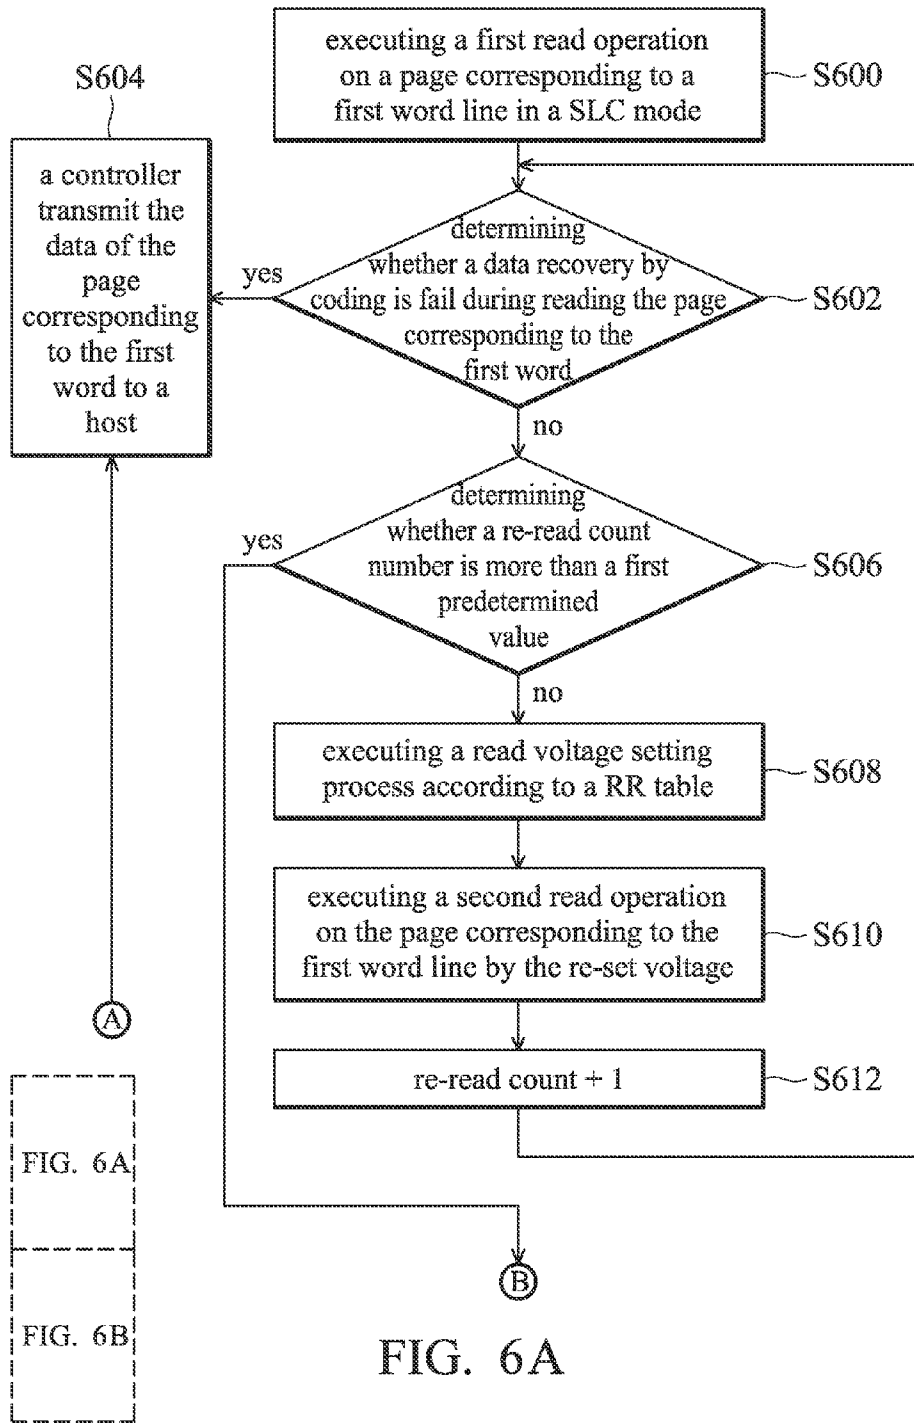 executing a first read operation
on a page corresponding to a
first word line in a SLC mode
S600
S604
a controller
transmit the
data of the
page
corresponding
to the first
word to a
host
yes
determining
whether a data recovery by
coding is fail during reading the page
corresponding to the
first word
S602
no
yes
determining
whether a re-read count
number is more than a first
predetermined
value
S606
no
executing a read voltage setting
process according to a RR table
S608
executing a second read operation
on the page corresponding to the
first word line by the re-set voltage
S610
A
re-read count + 1
S612
FIG. 6A
FIG. 6B
B
FIG. 6A